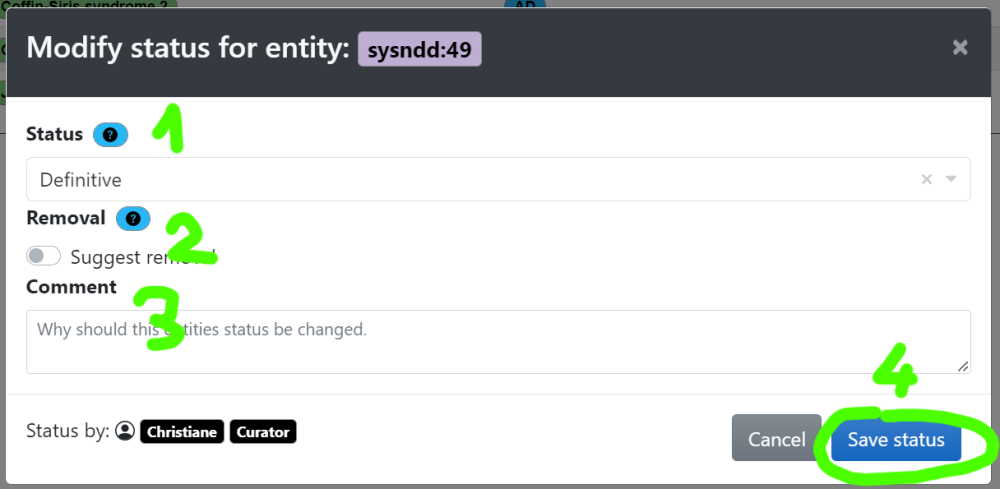 Coffin-Siris syndrome 2 AD
Modify status for entity: sysndd:49 ×
1
Status ?
Definitive × 
Removal ?
2
Suggest
Comment
3
Why should this entities status be changed.
4
Status by: Christiane Curator Cancel Save status